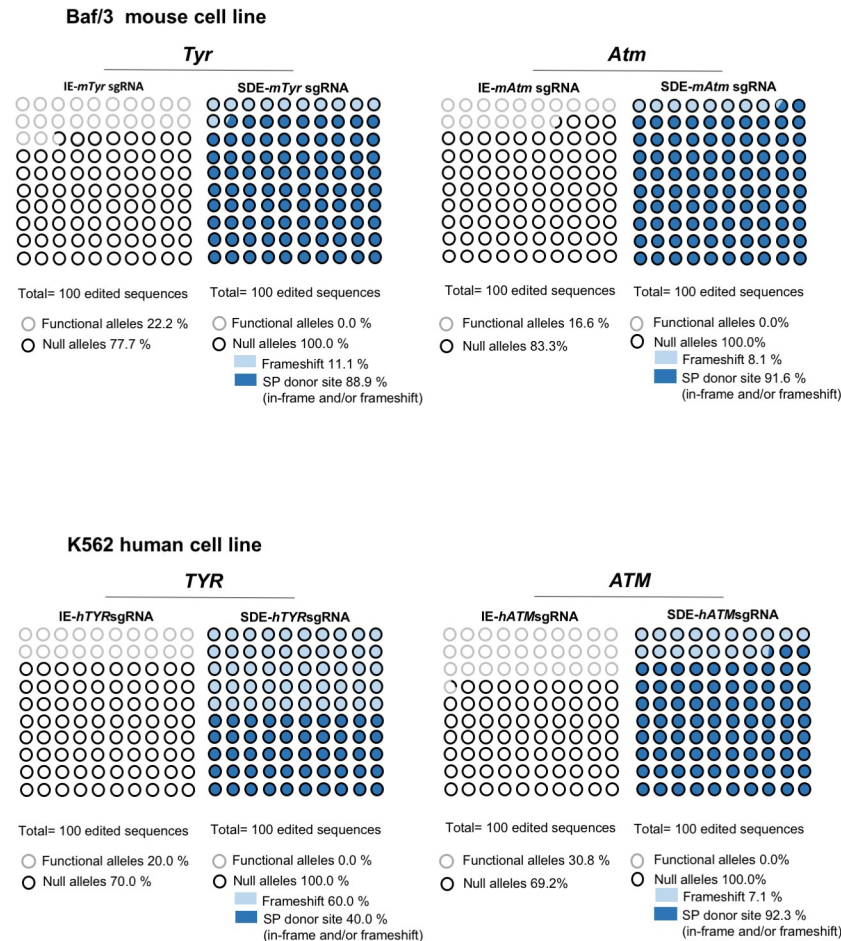 Baf/3 mouse cell line
Tyr
IE-mTyr sgRNA
SDE-mTyr sgRNA
Total= 100 edited sequences
Functional alleles 22.2 %
Null alleles 77.7 %
Total= 100 edited sequences
Functional alleles 0.0 %
Null alleles 100.0 %
Frameshift 11.1 %
SP donor site 88.9 %
(in-frame and/or frameshift)
Atm
IE-mAtm sgRNA
SDE-mAtm sgRNA
Total= 100 edited sequences
Functional alleles 16.6 %
Null alleles 83.3%
Total= 100 edited sequences
Functional alleles 0.0%
Null alleles 100.0%
Frameshift 8.1 %
SP donor site 91.6 %
(in-frame and/or frameshift)
K562 human cell line
TYR
IE-hTYRsgRNA
SDE-hTYRsgRNA
Total= 100 edited sequences
Functional alleles 20.0 %
Null alleles 70.0 %
Total= 100 edited sequences
Functional alleles 0.0 %
Null alleles 100.0 %
Frameshift 60.0 %
SP donor site 40.0 %
(in-frame and/or frameshift)
ATM
IE-hATMsgRNA
SDE-hATMsgRNA
Total= 100 edited sequences
Functional alleles 30.8 %
Null alleles 69.2%
Total= 100 edited sequences
Functional alleles 0.0%
Null alleles 100.0%
Frameshift 7.1 %
SP donor site 92.3 %
(in-frame and/or frameshift)